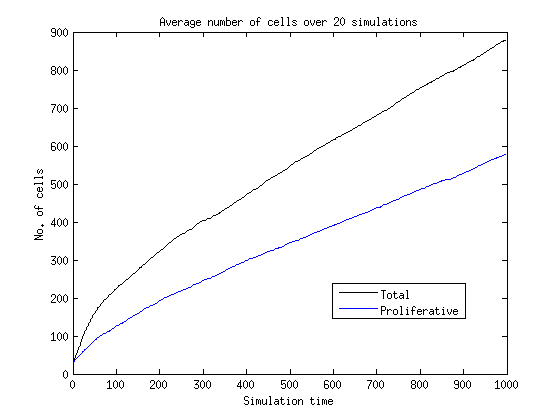 Average number of cells over 20 simulations
900
800
700
600
500
400
300
200
100
0
No. of cells
Total
Proliferative
0 100 200 300 400 500 600 700 800 900 1000
Simulation time